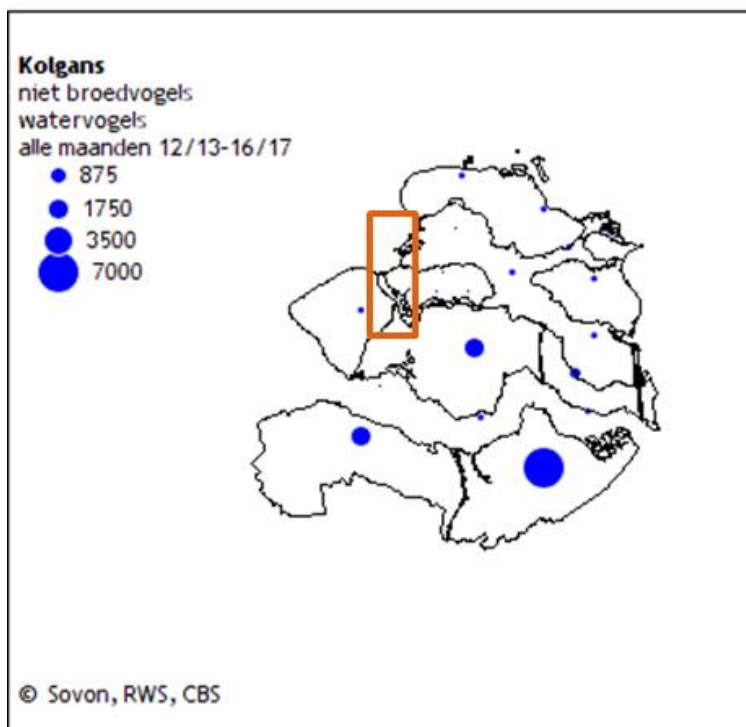 Kolgans
niet broedvogels
watervogels
alle maanden 12/13-16/17
875
1750
3500
7000
© Sovon, RWS, CBS